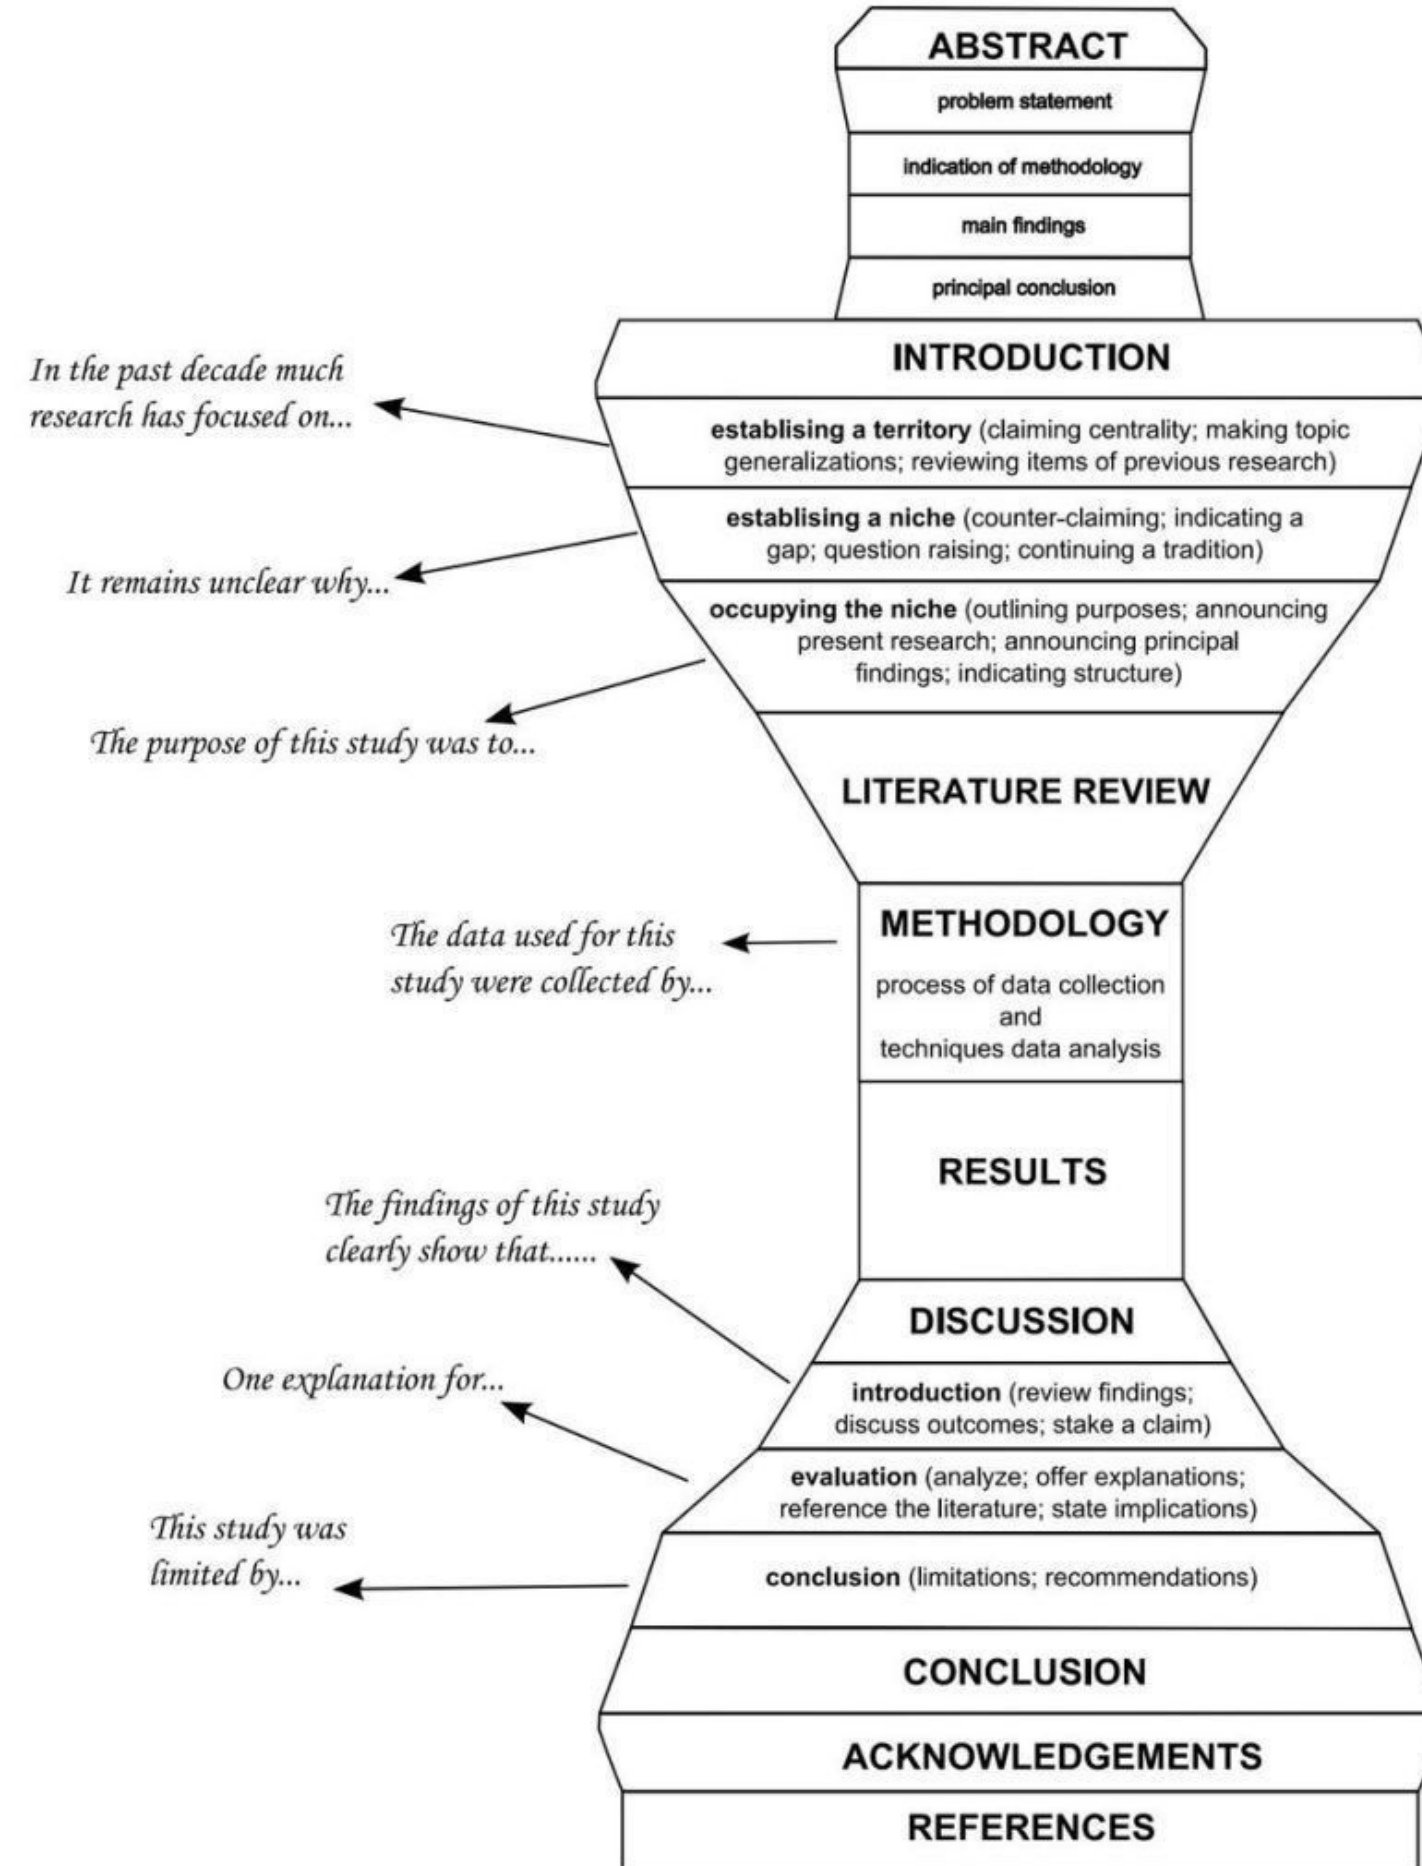 ABSTRACT
problem statement
indication of methodology
main findings
principal conclusion
INTRODUCTION
In the past decade much
research has focused on...
establising a territory (claiming centrality; making topic
generalizations; reviewing items of previous research)
establising a niche (counter-claiming; indicating a
gap; question raising; continuing a tradition)
It remains unclear why...
occupying the niche (outlining purposes; announcing
present research; announcing principal
findings; indicating structure)
The purpose of this study was to...
LITERATURE REVIEW
METHODOLOGY
The data used for this
study were collected by...
process of data collection
and
techniques data analysis
RESULTS
The findings of this study
clearly show that......
DISCUSSION
introduction (review findings;
discuss outcomes; stake a claim)
One explanation for...
evaluation (analyze; offer explanations;
reference the literature; state implications)
This study was
limited by...
conclusion (limitations; recommendations)
CONCLUSION
ACKNOWLEDGEMENTS
REFERENCES